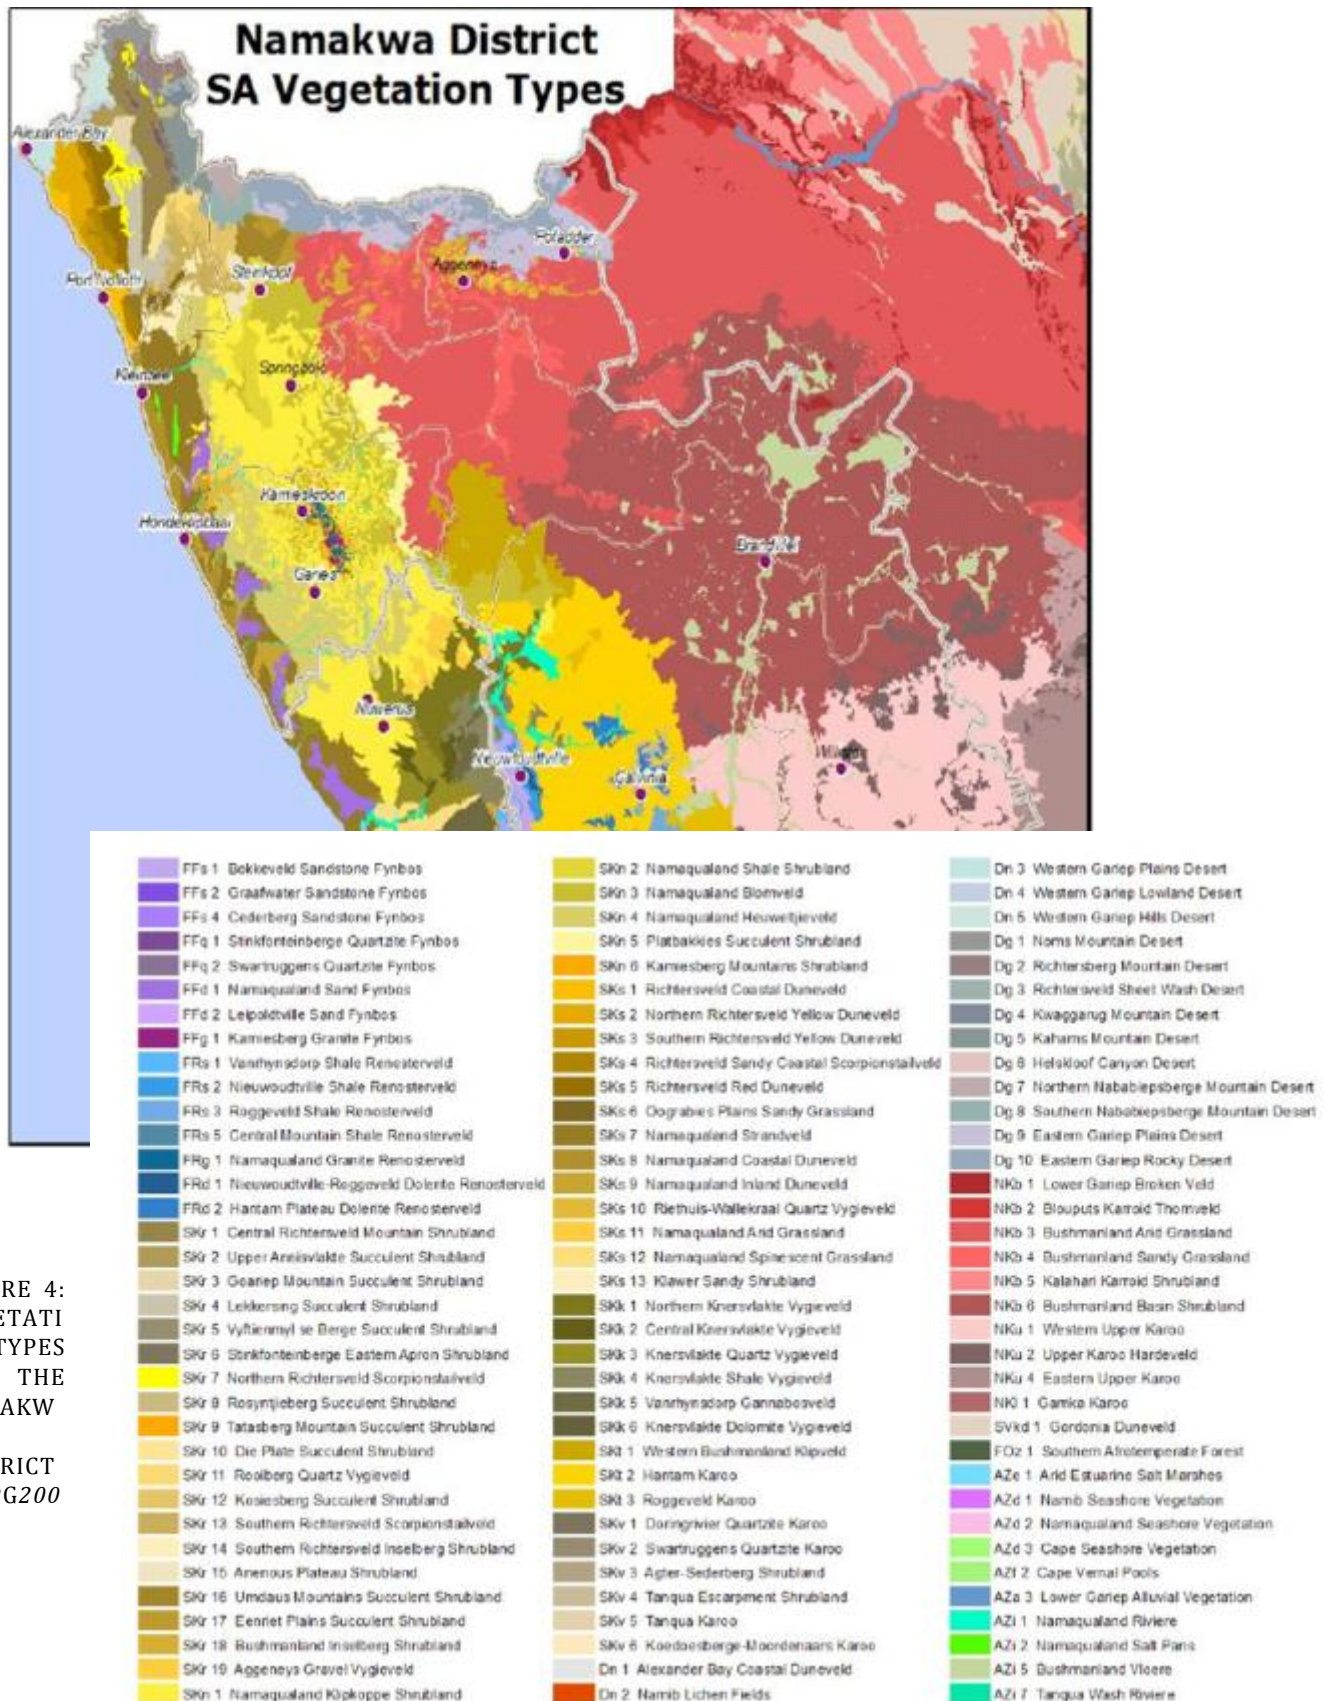 Namakwa District
SA Vegetation Types
Alexander Bay
Port Nolloth
Steinkopf
Aggeneys
Pofadder
Kleinzee
Springbok
Kamieskroon
Hondeklipbaai
Garies
Brandvlei
Nuwerus
Nieuwoudtville
Calvinia
RE 4:
ETATI
TYPES
THE
AKW
RICT
G200
FFs 1 Bokkeveld Sandstone Fynbos
FFs 2 Graafwater Sandstone Fynbos
FFs 4 Cederberg Sandstone Fynbos
FFq 1 Stinkfonteinberge Quartzite Fynbos
FFq 2 Swartruggens Quartzite Fynbos
FFd 1 Namaqualand Sand Fynbos
FFd 2 Leipoldtville Sand Fynbos
FFg 1 Kamiesberg Granite Fynbos
FRs 1 Vanrhynsdorp Shale Renosterveld
FRs 2 Nieuwoudtville Shale Renosterveld
FRs 3 Roggeveld Shale Renosterveld
FRs 5 Central Mountain Shale Renosterveld
FRg 1 Namaqualand Granite Renosterveld
FRd 1 Nieuwoudtville-Roggeveld Dolerite Renosterveld
FRd 2 Hantam Plateau Dolerite Renosterveld
SKr 1 Central Richtersveld Mountain Shrubland
SKr 2 Upper Annisvlakte Succulent Shrubland
SKr 3 Goariep Mountain Succulent Shrubland
SKr 4 Lekkersing Succulent Shrubland
SKr 5 Vyftienmyl se Berge Succulent Shrubland
SKr 6 Stinkfonteinberge Eastern Apron Shrubland
SKr 7 Northern Richtersveld Scorpionstailveld
SKr 8 Rosyntjieberg Succulent Shrubland
SKr 9 Tatasberg Mountain Succulent Shrubland
SKr 10 Die Plate Succulent Shrubland
SKr 11 Rooiberg Quartz Vygieveld
SKr 12 Kosiesberg Succulent Shrubland
SKr 13 Southern Richtersveld Scorpionstailveld
SKr 14 Southern Richtersveld Inselberg Shrubland
SKr 15 Anenous Plateau Shrubland
SKr 16 Umdaus Mountains Succulent Shrubland
SKr 17 Eenriet Plains Succulent Shrubland
SKr 18 Bushmanland Inselberg Shrubland
SKr 19 Aggeneys Gravel Vygieveld
SKn 1 Namaqualand Klipkoppe Shrubland
SKn 2 Namaqualand Shale Shrubland
SKn 3 Namaqualand Blomveld
SKn 4 Namaqualand Heuweltjieveld
SKn 5 Platbakkies Succulent Shrubland
SKn 6 Kamiesberg Mountains Shrubland
SKs 1 Richtersveld Coastal Duneveld
SKs 2 Northern Richtersveld Yellow Duneveld
SKs 3 Southern Richtersveld Yellow Duneveld
SKs 4 Richtersveld Sandy Coastal Scorpionstailveld
SKs 5 Richtersveld Red Duneveld
SKs 6 Oograbies Plains Sandy Grassland
SKs 7 Namaqualand Strandveld
SKs 8 Namaqualand Coastal Duneveld
SKs 9 Namaqualand Inland Duneveld
SKs 10 Riethuis-Wallekraal Quartz Vygieveld
SKs 11 Namaqualand Arid Grassland
SKs 12 Namaqualand Spinescent Grassland
SKs 13 Klawer Sandy Shrubland
SKk 1 Northern Knersvlakte Vygieveld
SKk 2 Central Knersvlakte Vygieveld
SKk 3 Knersvlakte Quartz Vygieveld
SKk 4 Knersvlakte Shale Vygieveld
SKk 5 Vanrhynsdorp Gannabosveld
SKk 6 Knersvlakte Dolomite Vygieveld
SKt 1 Western Bushmanland Klipveld
SKt 2 Hantam Karoo
SKt 3 Roggeveld Karoo
SKv 1 Doringrivier Quartzite Karoo
SKv 2 Swartruggens Quartzite Karoo
SKv 3 Agter-Sederberg Shrubland
SKv 4 Tanqua Escarpment Shrubland
SKv 5 Tanqua Karoo
SKv 6 Koedoesberge-Moordenaars Karoo
Dn 1 Alexander Bay Coastal Duneveld
Dn 2 Namib Lichen Fields
Dn 3 Western Gariep Plains Desert
Dn 4 Western Gariep Lowland Desert
Dn 5 Western Gariep Hills Desert
Dg 1 Noms Mountain Desert
Dg 2 Richtersberg Mountain Desert
Dg 3 Richtersveld Sheet Wash Desert
Dg 4 Kwaggarug Mountain Desert
Dg 5 Kahams Mountain Desert
Dg 6 Helskloof Canyon Desert
Dg 7 Northern Nababiepsberge Mountain Desert
Dg 8 Southern Nababiepsberge Mountain Desert
Dg 9 Eastern Gariep Plains Desert
Dg 10 Eastern Gariep Rocky Desert
NKb 1 Lower Gariep Broken Veld
NKb 2 Blouputs Karroid Thornveld
NKb 3 Bushmanland Arid Grassland
NKb 4 Bushmanland Sandy Grassland
NKb 5 Kalahari Karroid Shrubland
NKb 6 Bushmanland Basin Shrubland
NKu 1 Western Upper Karoo
NKu 2 Upper Karoo Hardeveld
NKu 4 Eastern Upper Karoo
NKl 1 Gamka Karoo
SVkd 1 Gordonia Duneveld
FOz 1 Southern Afrotemperate Forest
AZe 1 Arid Estuarine Salt Marshes
AZd 1 Namib Seashore Vegetation
AZd 2 Namaqualand Seashore Vegetation
AZd 3 Cape Seashore Vegetation
AZf 2 Cape Vernal Pools
AZa 3 Lower Gariep Alluvial Vegetation
AZi 1 Namaqualand Riviere
AZi 2 Namaqualand Salt Pans
AZi 5 Bushmanland Vloere
AZi 7 Tanqua Wash Riviere